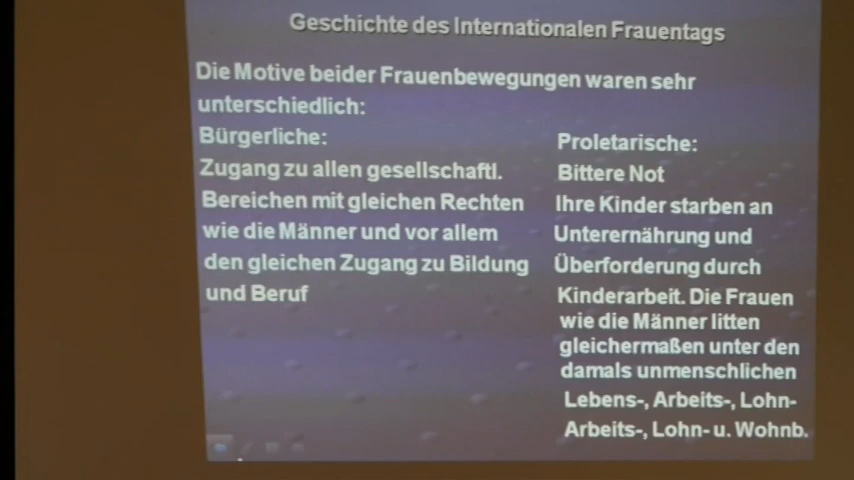 Geschichte des Internationalen Frauentags
Die Motive beider Frauenbewegungen waren sehr
unterschiedlich:
Bürgerliche:
Zugang zu allen gesellschaftl.
Bereichen mit gleichen Rechten
wie die Männer und vor allem
den gleichen Zugang zu Bildung
und Beruf
Proletarische:
Bittere Not
Ihre Kinder starben an
Unterernährung und
Überforderung durch
Kinderarbeit. Die Frauen
wie die Männer litten
gleichermaßen unter den
damals unmenschlichen
Lebens-, Arbeits-, Lohn-
Arbeits-, Lohn- u. Wohnb.